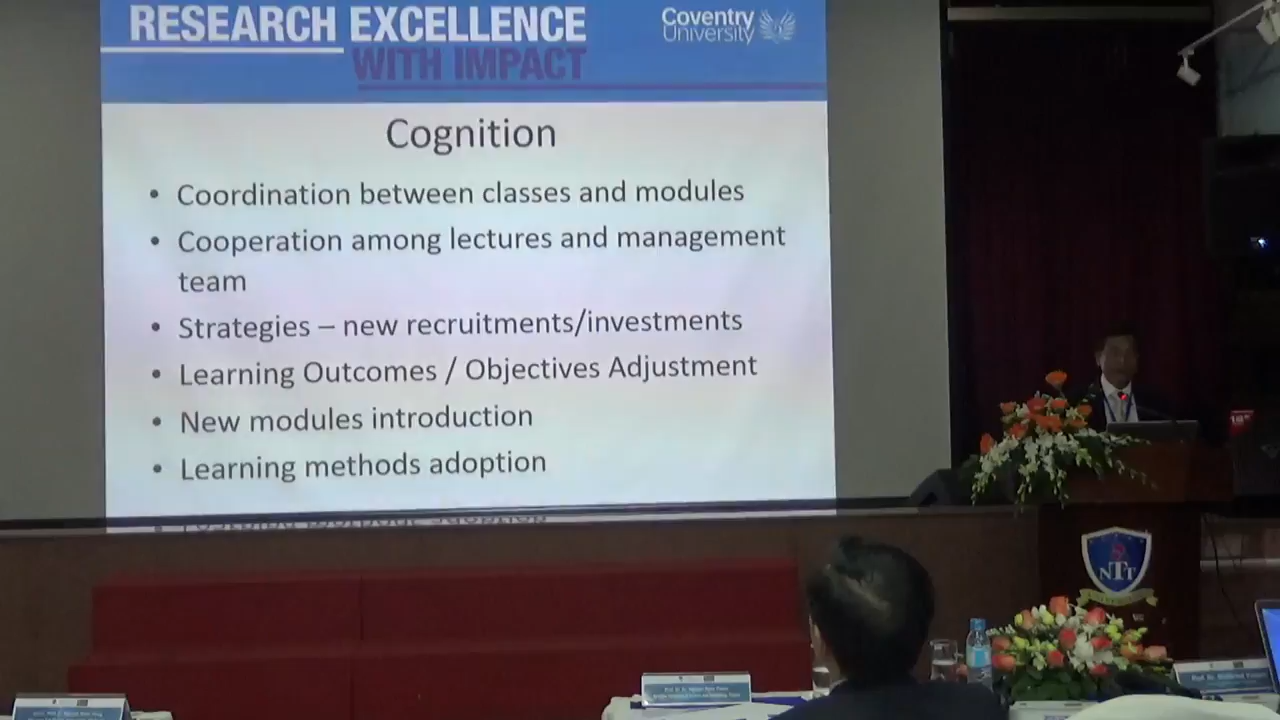 RESEARCH EXCELLENCE
WITH IMPACT
Coventry
University
Cognition
• Coordination between classes and modules
• Cooperation among lectures and management
team
• Strategies – new recruitments/investments
• Learning Outcomes / Objectives Adjustment
• New modules introduction
• Learning methods adoption
NTT